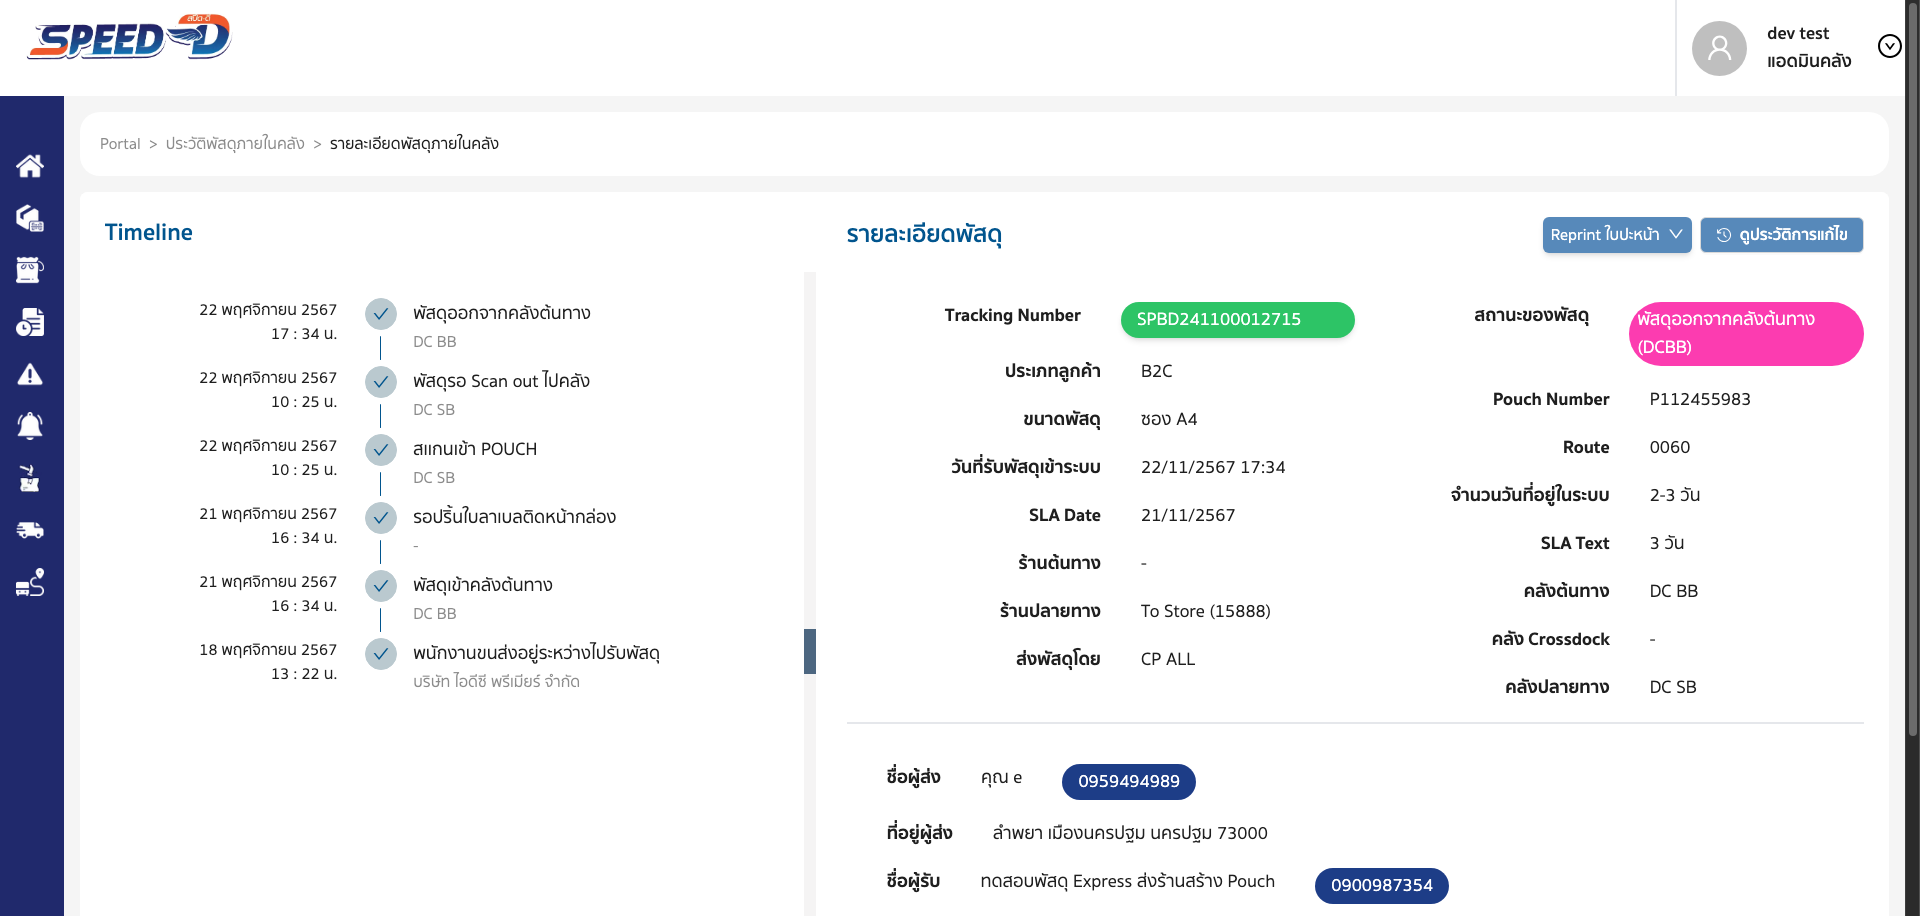 สปีด-ดี
SPEED-D
dev test
แอดมินคลัง
Portal > ประวัติพัสดุภายในคลัง > รายละเอียดพัสดุภายในคลัง
Timeline
22 พฤศจิกายน 2567
17 : 34 น.
พัสดุออกจากคลังต้นทาง
DC BB
22 พฤศจิกายน 2567
10 : 25 น.
พัสดุรอ Scan out ไปคลัง
DC SB
22 พฤศจิกายน 2567
10 : 25 น.
สแกนเข้า POUCH
DC SB
21 พฤศจิกายน 2567
16 : 34 น.
รอปริ้นใบลาเบลติดหน้ากล่อง
-
21 พฤศจิกายน 2567
16 : 34 น.
พัสดุเข้าคลังต้นทาง
DC BB
18 พฤศจิกายน 2567
13 : 22 น.
พนักงานขนส่งอยู่ระหว่างไปรับพัสดุ
บริษัท ไอดีซี พรีเมียร์ จำกัด
รายละเอียดพัสดุ
Reprint ใบปะหน้า
ดูประวัติการแก้ไข
Tracking Number SPBD241100012715
ประเภทลูกค้า B2C
ขนาดพัสดุ ซอง A4
วันที่รับพัสดุเข้าระบบ 22/11/2567 17:34
SLA Date 21/11/2567
ร้านต้นทาง -
ร้านปลายทาง To Store (15888)
ส่งพัสดุโดย CP ALL
สถานะของพัสดุ พัสดุออกจากคลังต้นทาง
(DCBB)
Pouch Number P112455983
Route 0060
จำนวนวันที่อยู่ในระบบ 2-3 วัน
SLA Text 3 วัน
คลังต้นทาง DC BB
คลัง Crossdock -
คลังปลายทาง DC SB
ชื่อผู้ส่ง คุณ e 0959494989
ที่อยู่ผู้ส่ง ลำพยา เมืองนครปฐม นครปฐม 73000
ชื่อผู้รับ ทดสอบพัสดุ Express ส่งร้านสร้าง Pouch 0900987354